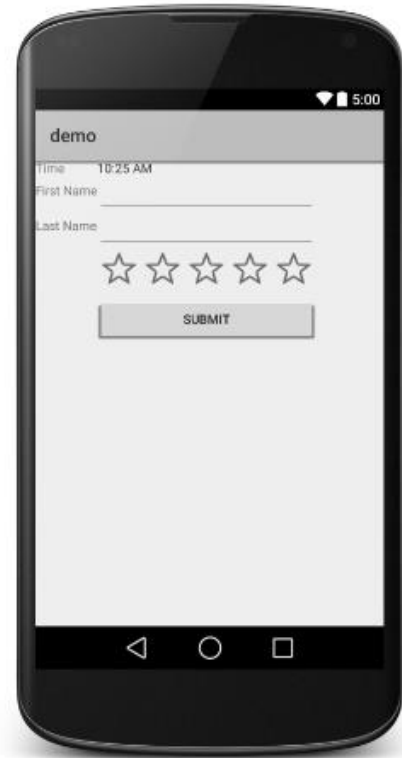 5:00
demo
Time 10:25 AM
First Name
Last Name
SUBMIT